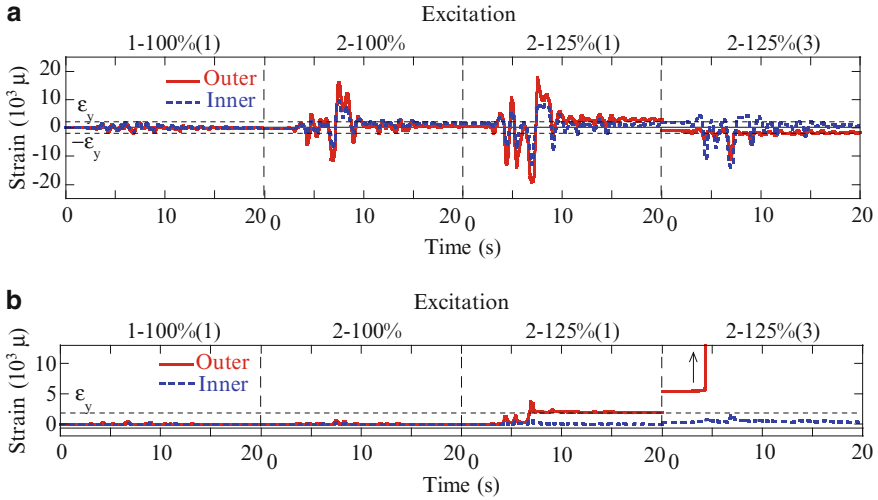 a
Excitation
1-100%(1) 2-100% 2-125%(1) 2-125%(3)
Strain (10³ μ)
20
10
0
-10
-20
εy
-εy
Outer
Inner
0 10 20 0 10 20 0 10 20 0 10 20
Time (s)
b
Excitation
1-100%(1) 2-100% 2-125%(1) 2-125%(3)
Strain (10³ μ)
10
5
0
εy
Outer
Inner
0 10 20 0 10 20 0 10 20 0 10 20
Time (s)